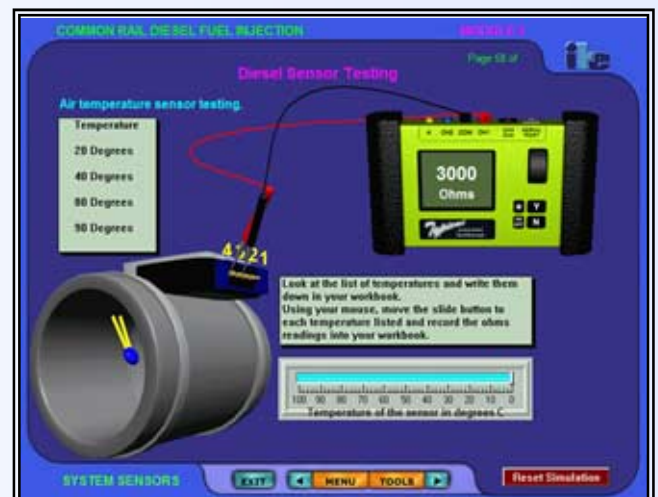 COMMON RAIL DIESEL FUEL INJECTION
Page 68 of
Diesel Sensor Testing
Air temperature sensor testing.
Temperature
20 Degrees
40 Degrees
80 Degrees
90 Degrees
3000
Ohms
Y
N
21
Look at the list of temperatures and write them
down in your workbook.
Using your mouse, move the slide button to
each temperature listed and record the ohms
readings into your workbook.
100 90 80 70 60 50 40 30 20 10 0
Temperature of the sensor in degrees C
SYSTEM SENSORS
EXIT
MENU
TOOLS
Reset Simulation